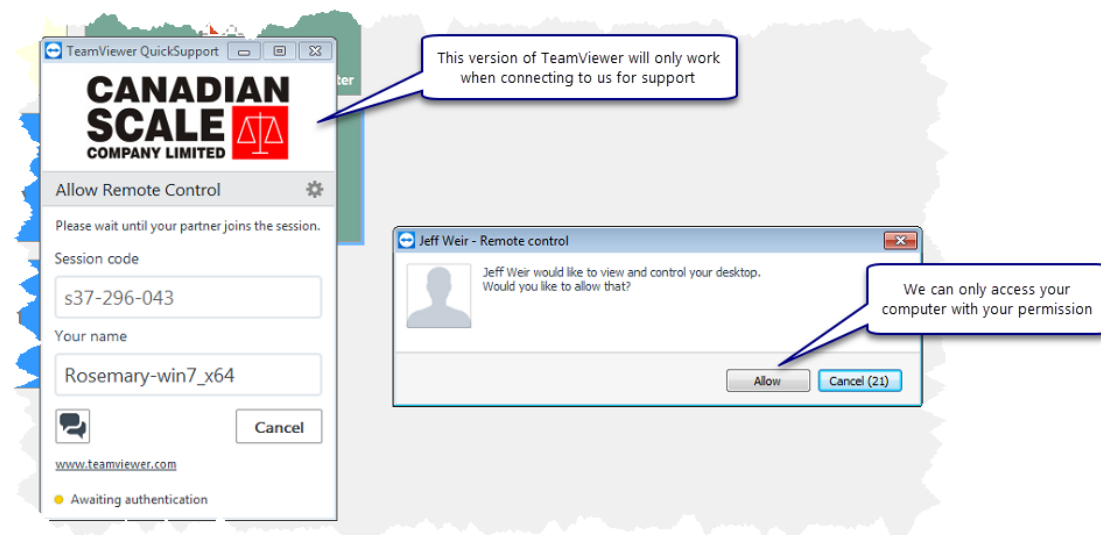 TeamViewer QuickSupport
ter
CANADIAN
SCALE
COMPANY LIMITED
Allow Remote Control
Please wait until your partner joins the session.
Session code
s37-296-043
Your name
Rosemary-win7_x64
Cancel
www.teamviewer.com
Awaiting authentication
This version of TeamViewer will only work
when connecting to us for support
Jeff Weir - Remote control
Jeff Weir would like to view and control your desktop.
Would you like to allow that?
We can only access your
computer with your permission
Allow
Cancel (21)